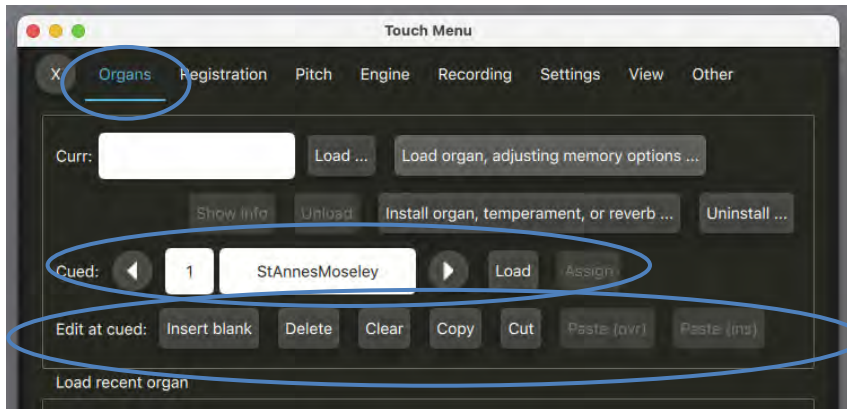 Touch Menu
X Organs Registration Pitch Engine Recording Settings View Other
Curr: Load ... Load organ, adjusting memory options ...
Show info Unload Install organ, temperament, or reverb ... Uninstall ...
Cued: 1 StAnnesMoseley Load Assign
Edit at cued: Insert blank Delete Clear Copy Cut Paste (ovr) Paste (ins)
Load recent organ